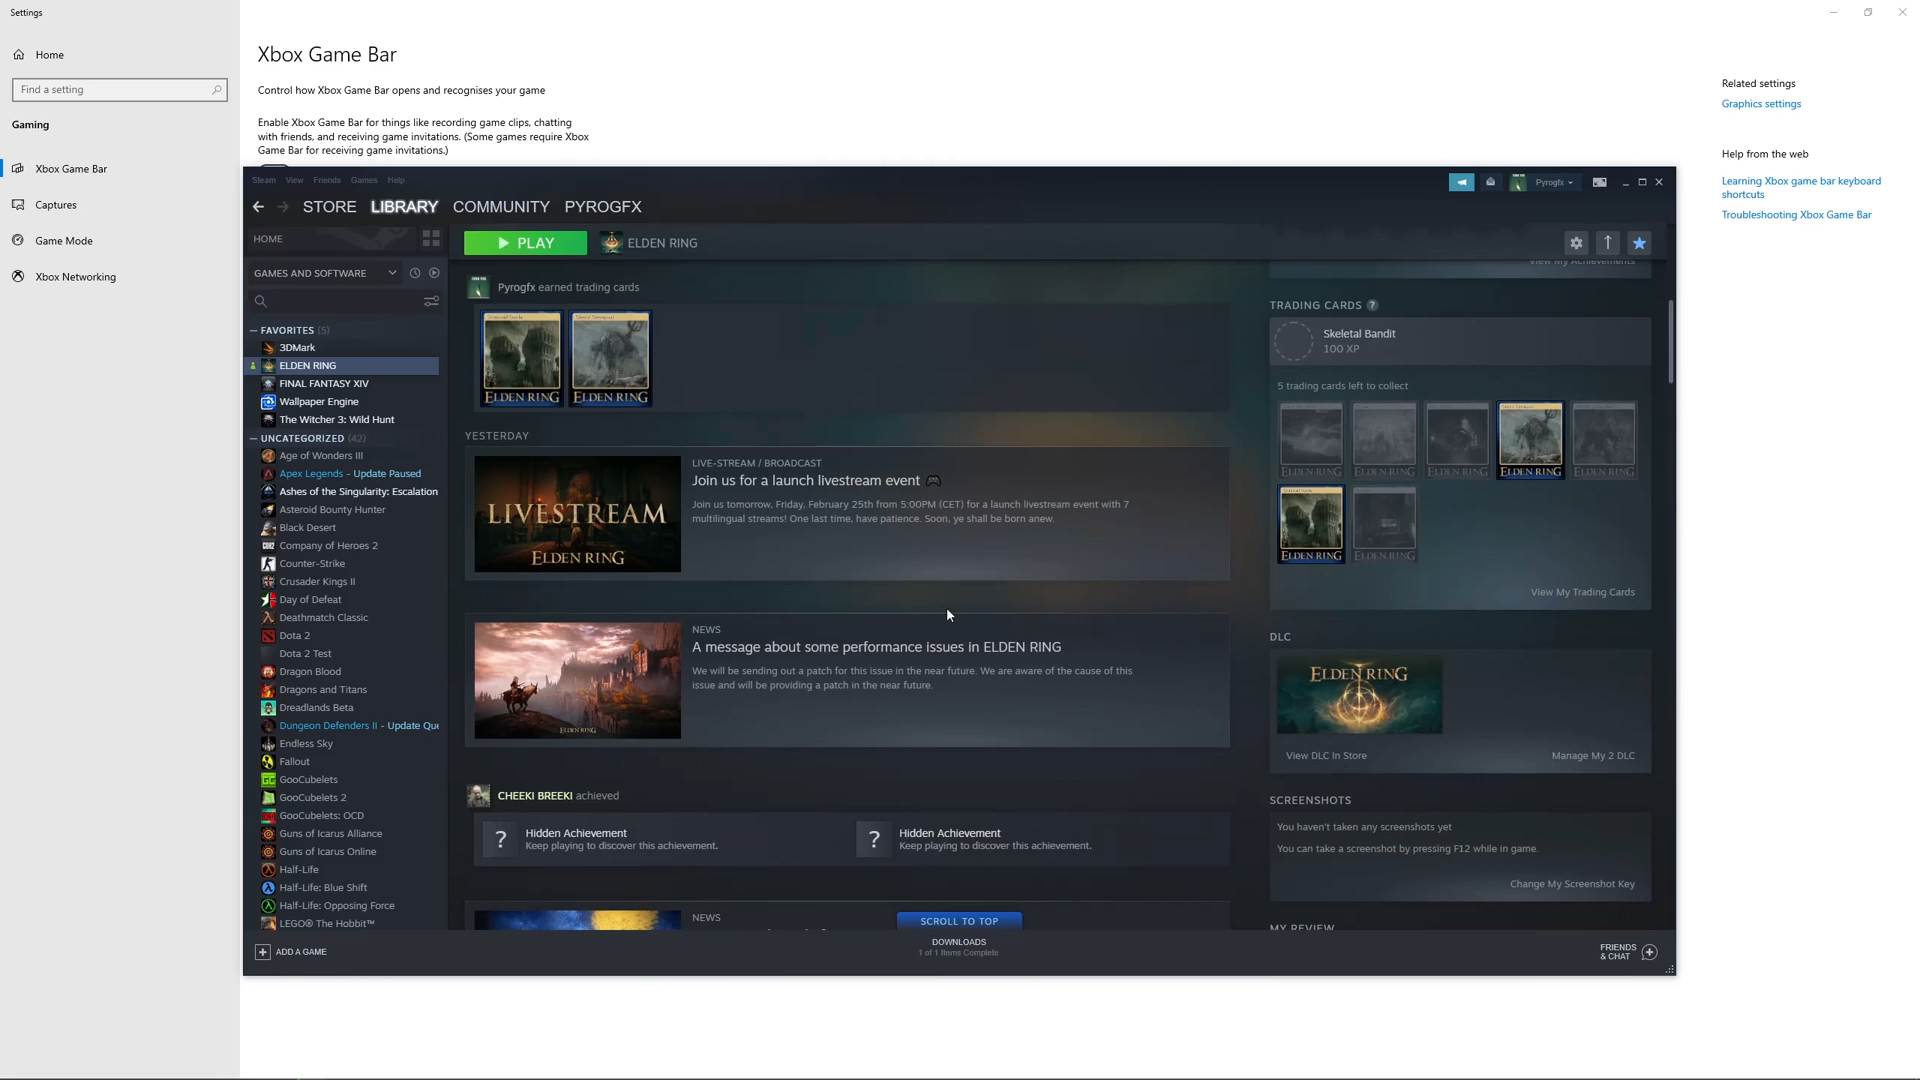 Settings
Home
Find a setting
Gaming
Xbox Game Bar
Captures
Game Mode
Xbox Networking
Xbox Game Bar
Control how Xbox Game Bar opens and recognises your game
Enable Xbox Game Bar for things like recording game clips, chatting
with friends, and receiving game invitations. (Some games require Xbox
Game Bar for receiving game invitations.)
Related settings
Graphics settings
Help from the web
Learning Xbox game bar keyboard
shortcuts
Troubleshooting Xbox Game Bar
Steam View Friends Games Help
Pyrogfx
STORE LIBRARY COMMUNITY PYROGFX
HOME
PLAY ELDEN RING
GAMES AND SOFTWARE
FAVORITES (5)
3DMark
ELDEN RING
FINAL FANTASY XIV
Wallpaper Engine
The Witcher 3: Wild Hunt
UNCATEGORIZED (42)
Age of Wonders III
Apex Legends - Update Paused
Ashes of the Singularity: Escalation
Asteroid Bounty Hunter
Black Desert
Company of Heroes 2
Counter-Strike
Crusader Kings II
Day of Defeat
Deathmatch Classic
Dota 2
Dota 2 Test
Dragon Blood
Dragons and Titans
Dreadlands Beta
Dungeon Defenders II - Update Que
Endless Sky
Fallout
GooCubelets
GooCubelets 2
GooCubelets: OCD
Guns of Icarus Alliance
Guns of Icarus Online
Half-Life
Half-Life: Blue Shift
Half-Life: Opposing Force
LEGO® The Hobbit™
Pyrogfx earned trading cards
ELDEN RING ELDEN RING
YESTERDAY
LIVESTREAM
ELDEN RING
LIVE-STREAM / BROADCAST
Join us for a launch livestream event
Join us tomorrow, Friday, February 25th from 5:00PM (CET) for a launch livestream event with 7
multilingual streams! One last time, have patience. Soon, ye shall be born anew.
ELDEN RING
NEWS
A message about some performance issues in ELDEN RING
We will be sending out a patch for this issue in the near future. We are aware of the cause of this
issue and will be providing a patch in the near future.
CHEEKI BREEKI achieved
Hidden Achievement
Keep playing to discover this achievement.
Hidden Achievement
Keep playing to discover this achievement.
NEWS
SCROLL TO TOP
View My Achievements
TRADING CARDS ?
Skeletal Bandit
100 XP
5 trading cards left to collect
ELDEN RING ELDEN RING ELDEN RING ELDEN RING ELDEN RING
ELDEN RING ELDEN RING
View My Trading Cards
DLC
ELDEN RING
View DLC In Store Manage My 2 DLC
SCREENSHOTS
You haven't taken any screenshots yet
You can take a screenshot by pressing F12 while in game.
Change My Screenshot Key
MY REVIEW
ADD A GAME
DOWNLOADS
1 of 1 Items Complete
FRIENDS
& CHAT